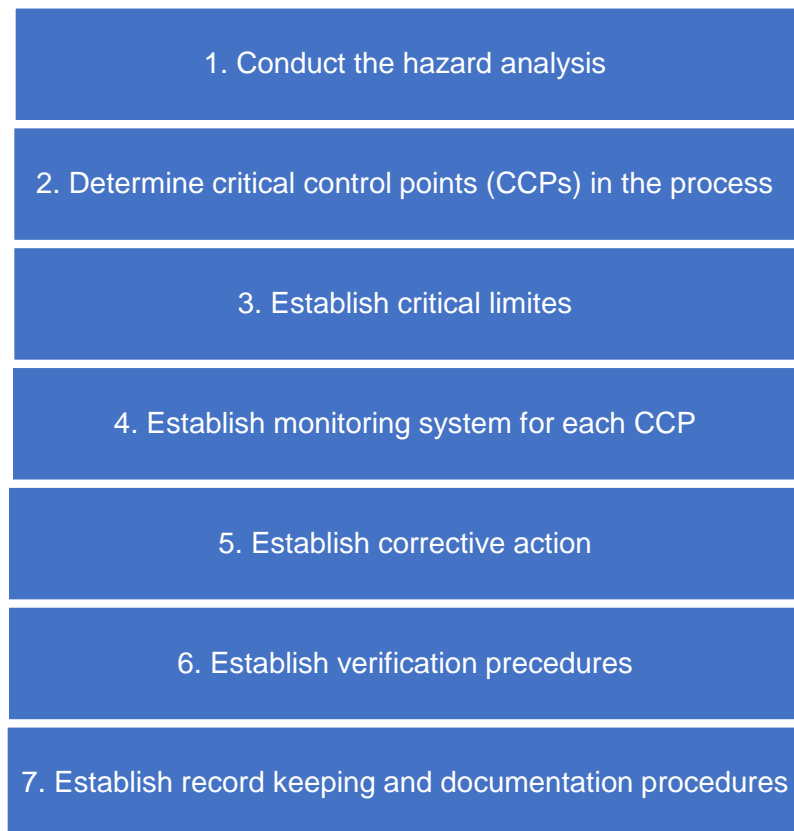 1. Conduct the hazard analysis
2. Determine critical control points (CCPs) in the process
3. Establish critical limites
4. Establish monitoring system for each CCP
5. Establish corrective action
6. Establish verification precedures
7. Establish record keeping and documentation procedures